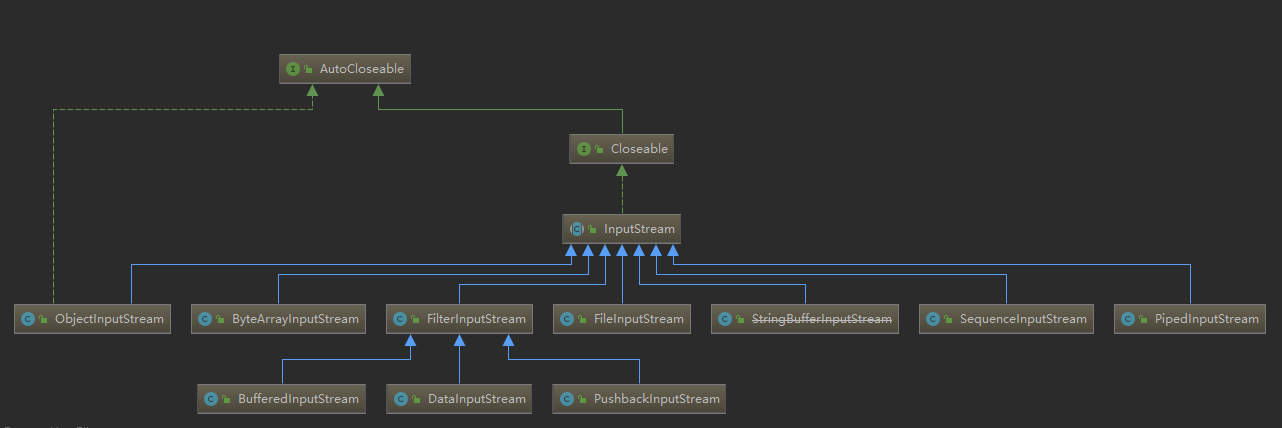 AutoCloseable
Closeable
InputStream
ObjectInputStream
ByteArrayInputStream
FilterInputStream
FileInputStream
StringBufferInputStream
SequenceInputStream
PipedInputStream
BufferedInputStream
DataInputStream
PushbackInputStream